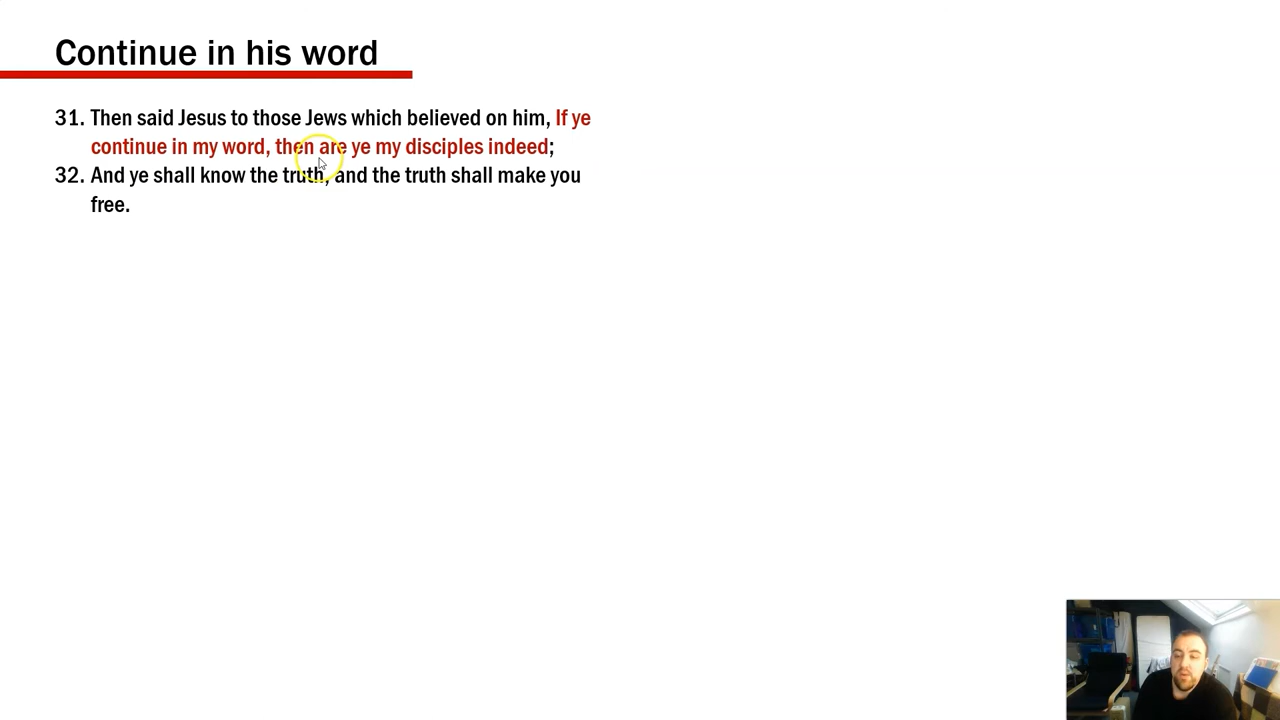 Continue in his word
31. Then said Jesus to those Jews which believed on him, If ye
continue in my word, then are ye my disciples indeed;
32. And ye shall know the truth, and the truth shall make you
free.